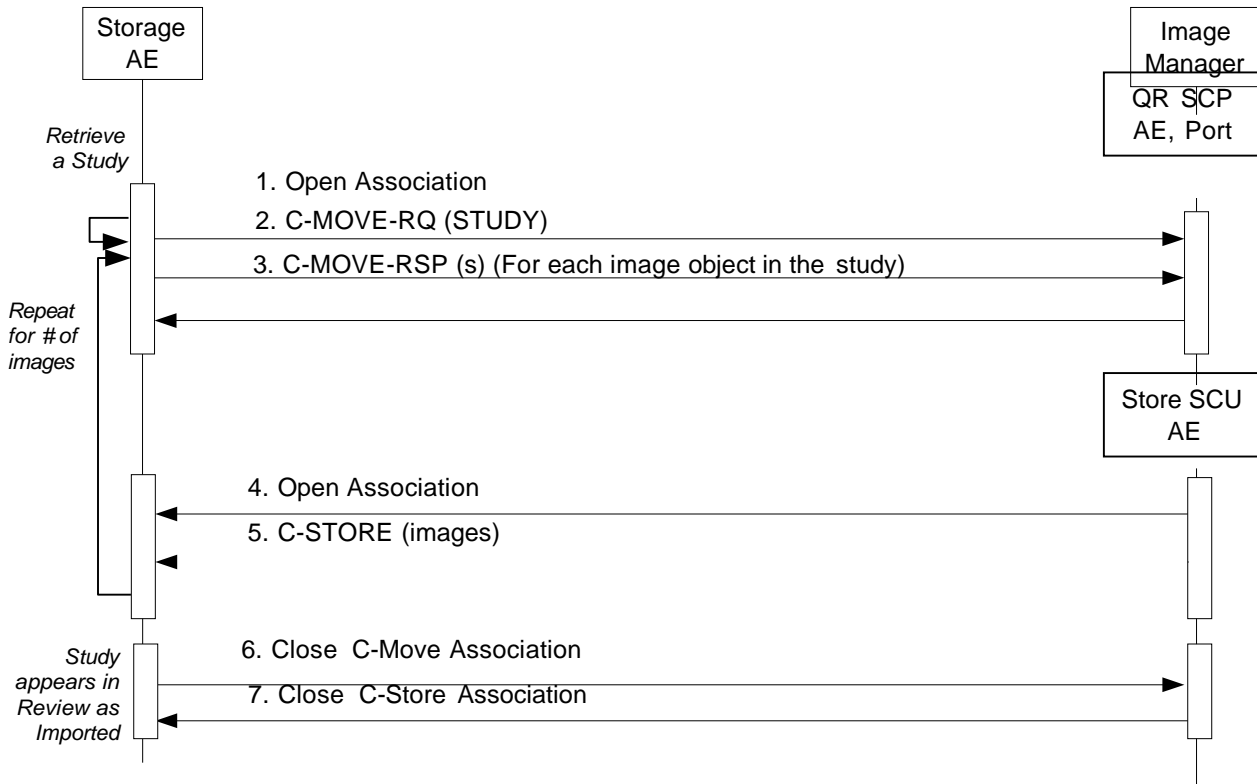 Storage
AE
Image
Manager
QR SCP
AE, Port
Retrieve
a Study
1. Open Association
2. C-MOVE-RQ (STUDY)
3. C-MOVE-RSP (s) (For each image object in the study)
Repeat
for # of
images
Store SCU
AE
4. Open Association
5. C-STORE (images)
6. Close C-Move Association
7. Close C-Store Association
Study
appears in
Review as
Imported